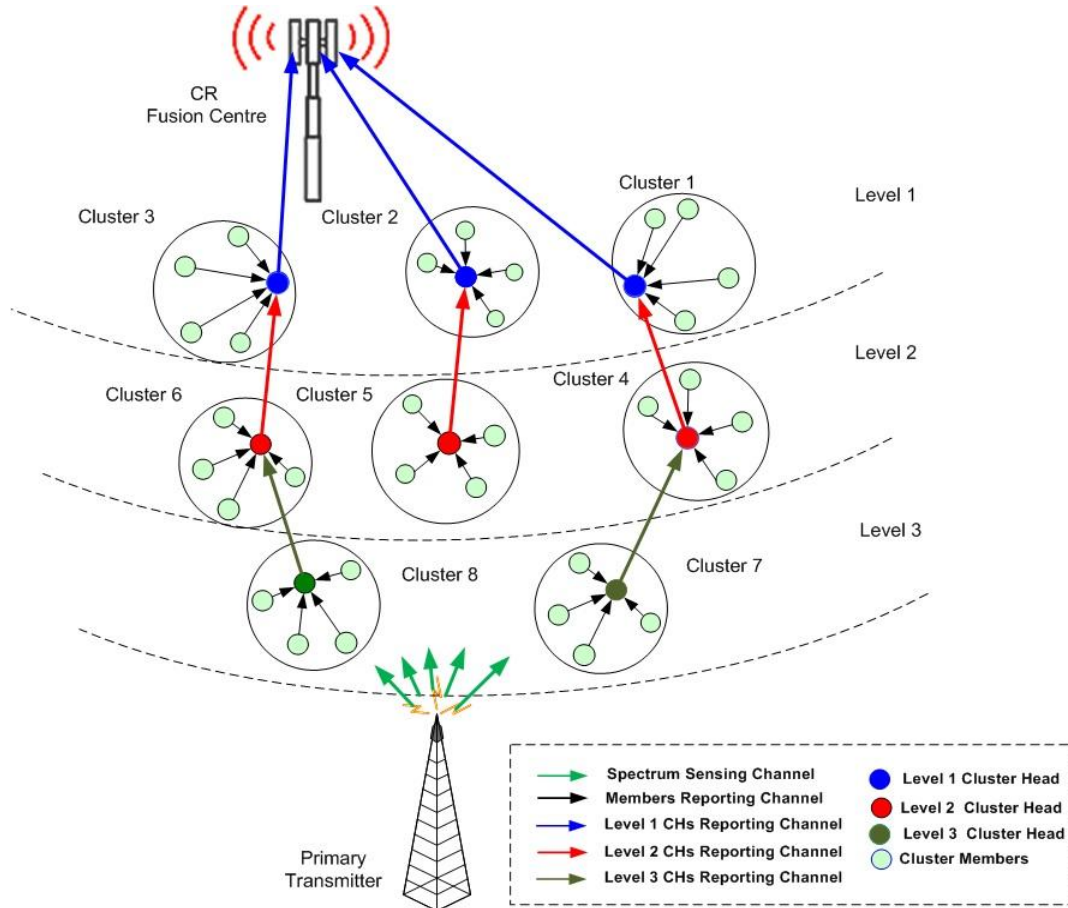 CR
Fusion Centre
Cluster 1
Level 1
Cluster 3
Cluster 2
Level 2
Cluster 4
Cluster 6
Cluster 5
Level 3
Cluster 8
Cluster 7
Primary
Transmitter
Spectrum Sensing Channel
Members Reporting Channel
Level 1 CHs Reporting Channel
Level 2 CHs Reporting Channel
Level 3 CHs Reporting Channel
Level 1 Cluster Head
Level 2 Cluster Head
Level 3 Cluster Head
Cluster Members